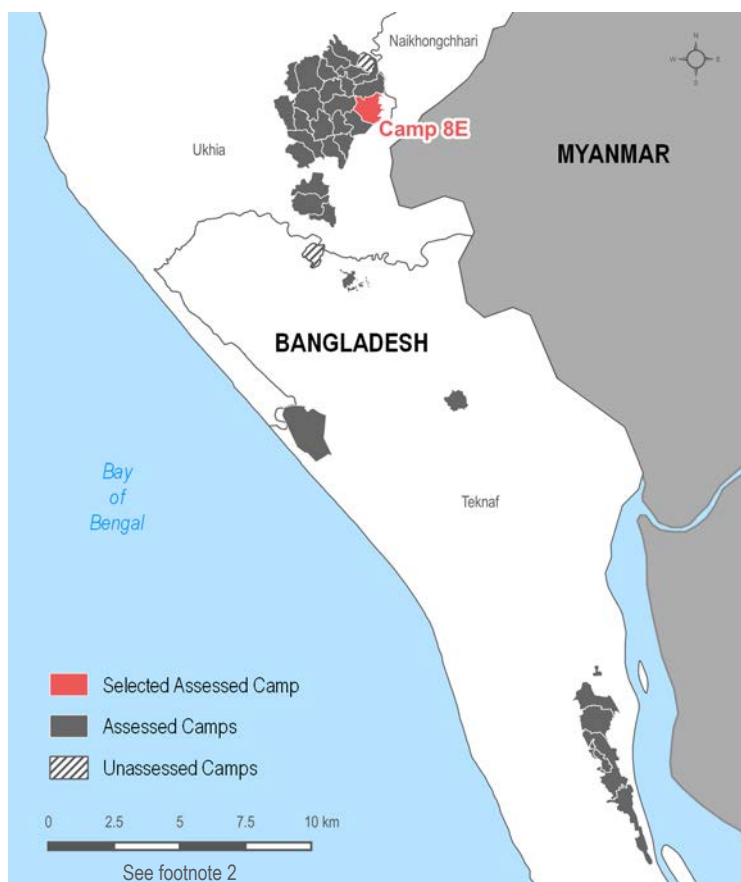 Naikhongchhari
N
W E
S
Camp 8E
Ukhia
MYANMAR
BANGLADESH
Bay
of
Bengal
Teknaf
Selected Assessed Camp
Assessed Camps
Unassessed Camps
0 2.5 5 7.5 10 km
See footnote 2